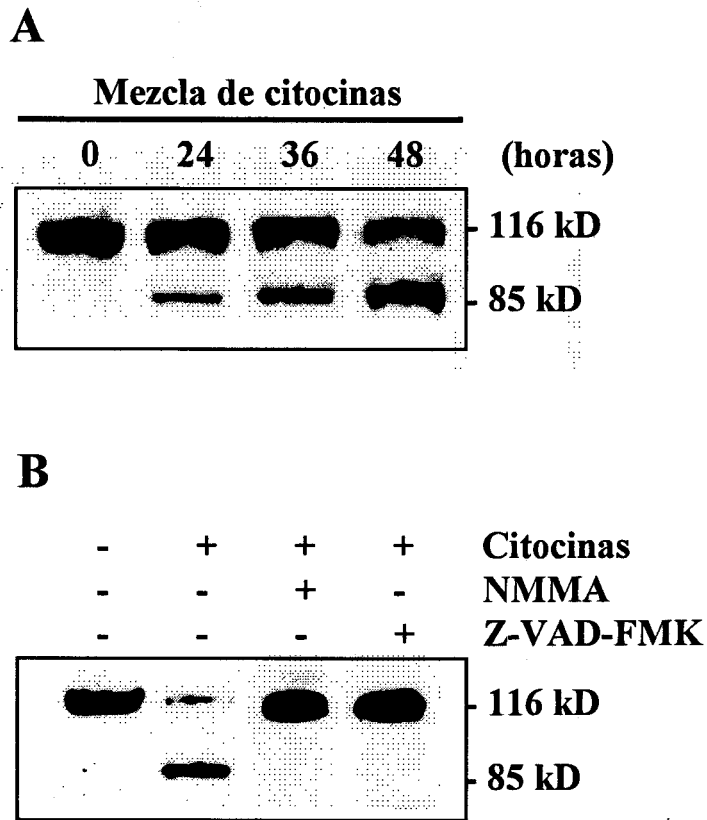 A
Mezcla de citocinas
0 24 36 48 (horas)
116 kD
85 kD
B
- + + + Citocinas
- - + - NMMA
- - - + Z-VAD-FMK
116 kD
85 kD